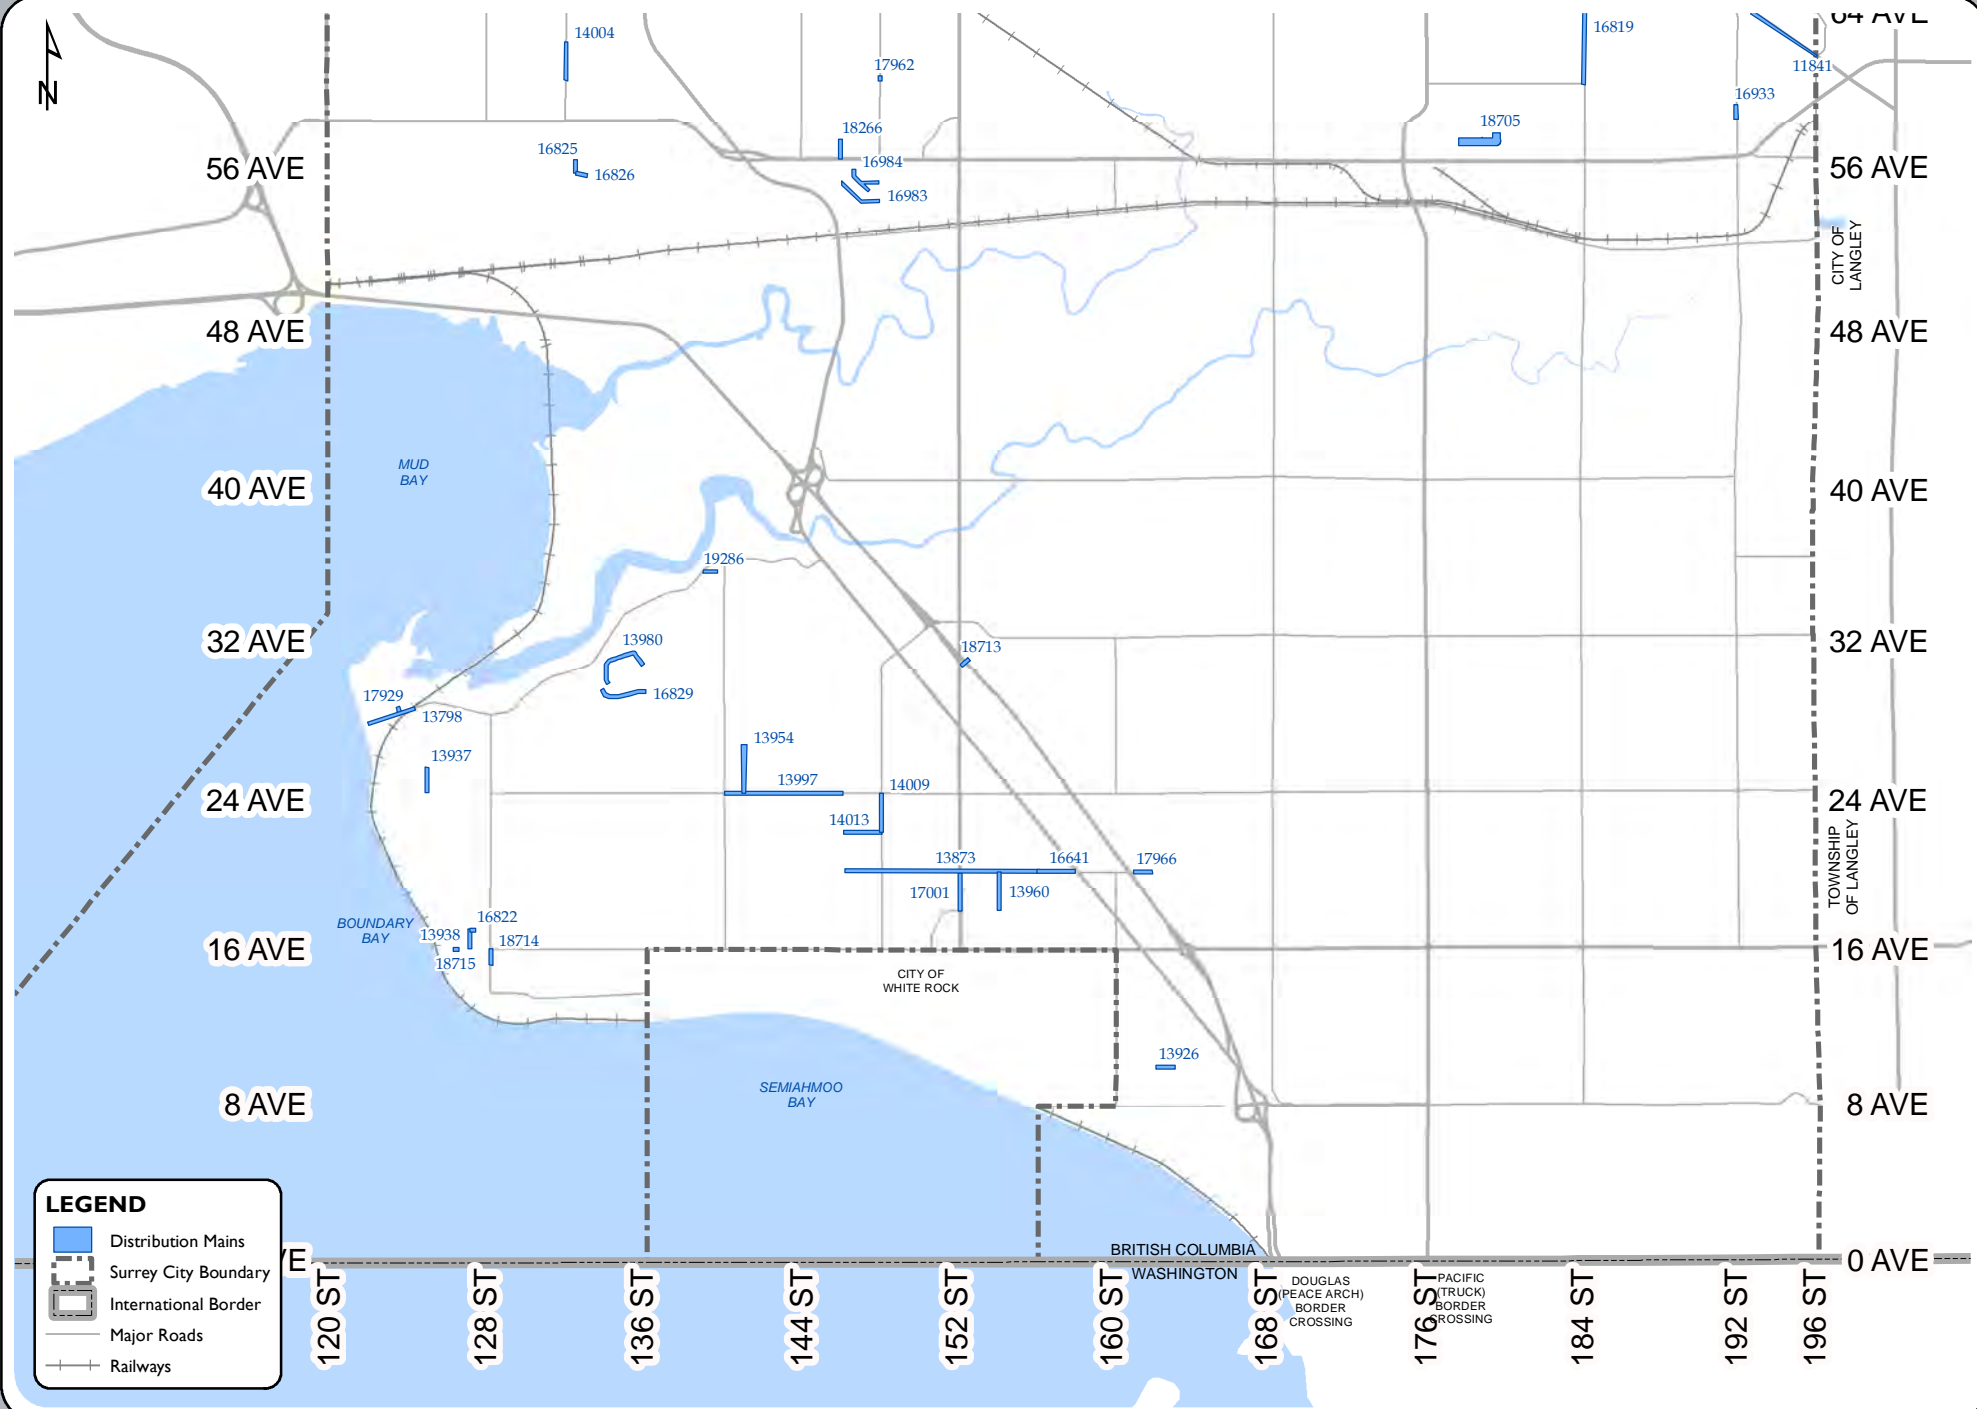 64 AVE
14004
16819
17962
11841
16933
18266
18705
16825
16984
16826
16983
56 AVE
56 AVE
N
CITY OF
LANGLEY
48 AVE
48 AVE
MUD
BAY
40 AVE
40 AVE
19286
32 AVE
13980
18713
32 AVE
16829
17929
13798
13937
13954
13997
14009
24 AVE
24 AVE
14013
TOWNSHIP
OF LANGLEY
13873
16641
17966
17001
13960
BOUNDARY
BAY
16822
13938
18714
18715
16 AVE
16 AVE
CITY OF
WHITE ROCK
13926
SEMIAHMOO
BAY
8 AVE
8 AVE
LEGEND
Distribution Mains
Surrey City Boundary
International Border
Major Roads
Railways
VE
BRITISH COLUMBIA
WASHINGTON
0 AVE
120 ST
128 ST
136 ST
144 ST
152 ST
160 ST
168 ST
DOUGLAS
(PEACE ARCH)
BORDER
CROSSING
176 ST
PACIFIC
(TRUCK)
BORDER
CROSSING
184 ST
192 ST
196 ST